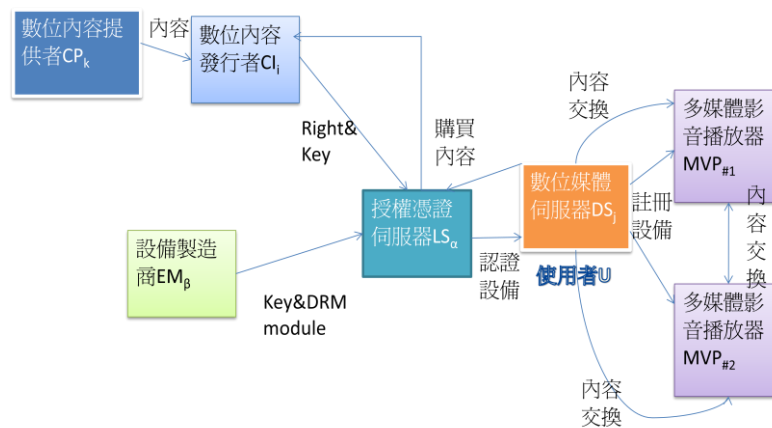 數位內容提
供者CPk
內容
數位內容
發行者CIi
Right&
Key
購買
內容
內容
交換
多媒體影
音播放器
MVP#1
授權憑證
伺服器LSα
數位媒體
伺服器DSj
註冊
設備
內容交換
設備製造
商EMβ
Key&DRM
module
認證
設備
使用者U
多媒體影
音播放器
MVP#2
內容
交換